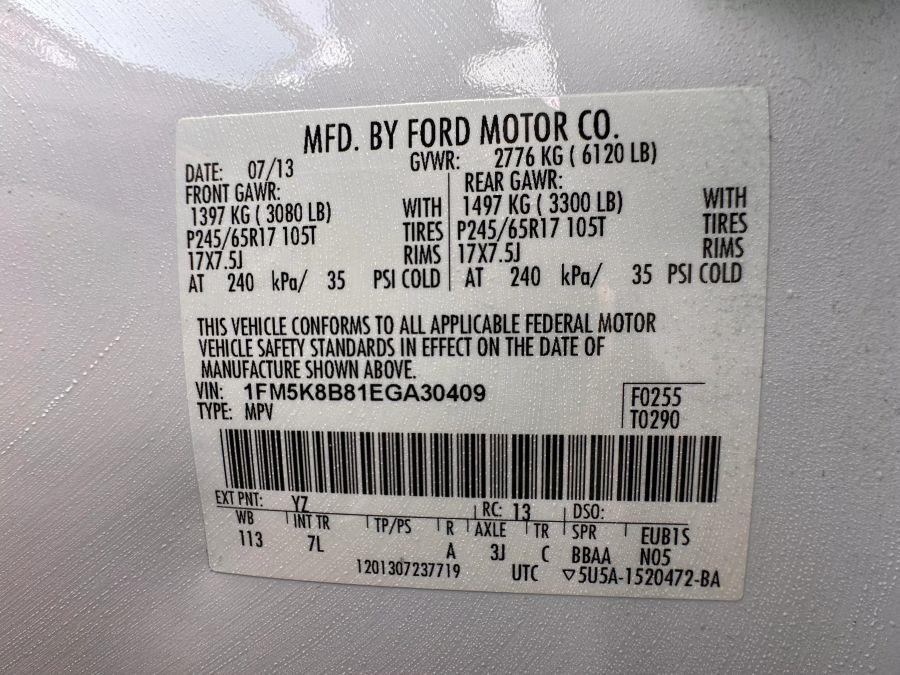 MFD. BY FORD MOTOR CO.
DATE: 07/13 GVWR: 2776 KG ( 6120 LB)
FRONT GAWR: REAR GAWR:
1397 KG ( 3080 LB) WITH 1497 KG ( 3300 LB) WITH
P245/65R17 105T TIRES P245/65R17 105T TIRES
17X7.5J RIMS 17X7.5J RIMS
AT 240 kPa/ 35 PSI COLD AT 240 kPa/ 35 PSI COLD
THIS VEHICLE CONFORMS TO ALL APPLICABLE FEDERAL MOTOR
VEHICLE SAFETY STANDARDS IN EFFECT ON THE DATE OF
MANUFACTURE SHOWN ABOVE.
VIN: 1FM5K8B81EGA30409 F0255
TYPE: MPV T0290
EXT PNT: YZ RC: 13 DSO:
WB INT TR TP/PS R AXLE TR SPR EUB1S
113 7L A 3J C BBAA N05
1201307237719 UTC ▽5U5A-1520472-BA